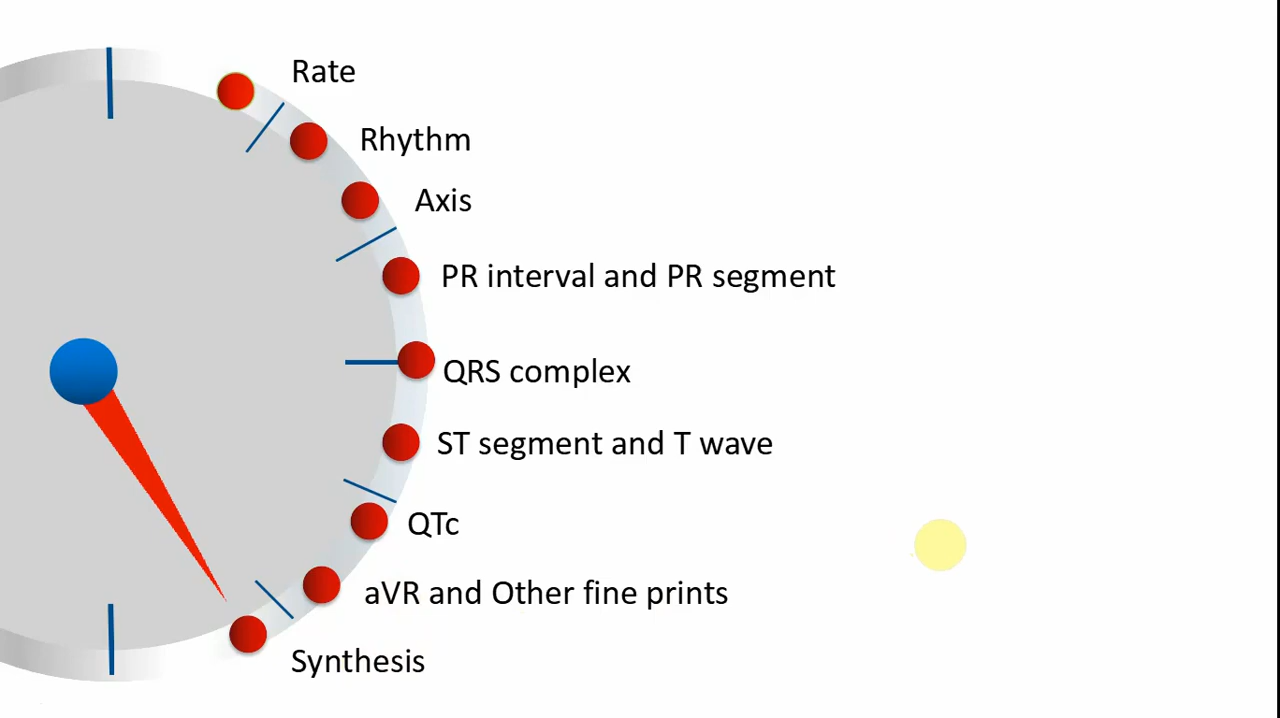 Rate
Rhythm
Axis
PR interval and PR segment
QRS complex
ST segment and T wave
QTc
aVR and Other fine prints
Synthesis